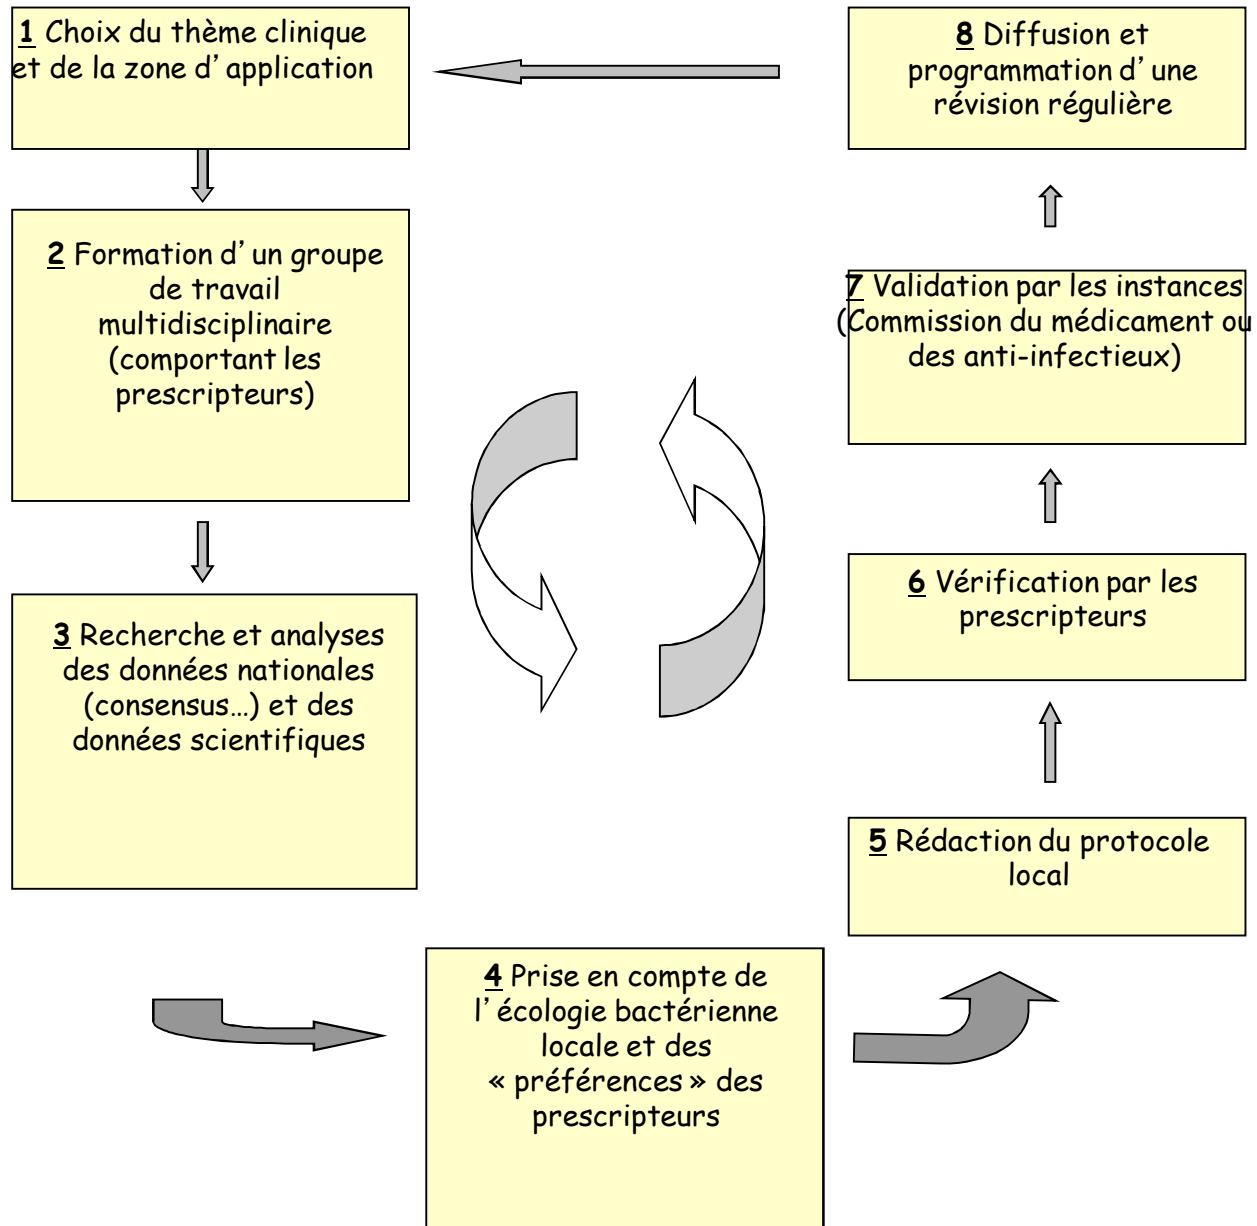 1 Choix du thème clinique
et de la zone d’application
2 Formation d’un groupe
de travail
multidisciplinaire
(comportant les
prescripteurs)
3 Recherche et analyses
des données nationales
(consensus…) et des
données scientifiques
4 Prise en compte de
l’écologie bactérienne
locale et des
« préférences » des
prescripteurs
5 Rédaction du protocole
local
6 Vérification par les
prescripteurs
7 Validation par les instances
(Commission du médicament ou
des anti-infectieux)
8 Diffusion et
programmation d’une
révision régulière